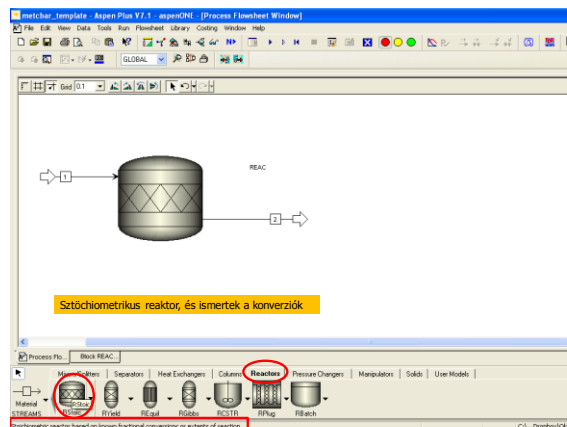 metcbar_template - Aspen Plus V7.1 - aspenONE - [Process Flowsheet Window]
File Edit View Data Tools Run Flowsheet Library Costing Window Help
GLOBAL
Grid 0.1
REAC
1
2
Sztöchiometrikus reaktor, és ismertek a konverziók
Process Flo... Block REAC...
Mixers/Splitters Separators Heat Exchangers Columns Reactors Pressure Changers Manipulators Solids User Models
RStoic
Material
STREAMS RStoic RYield REquil RGibbs RCSTR RPlug RBatch
Stoichiometric reactor based on known fractional conversions or extents of reaction